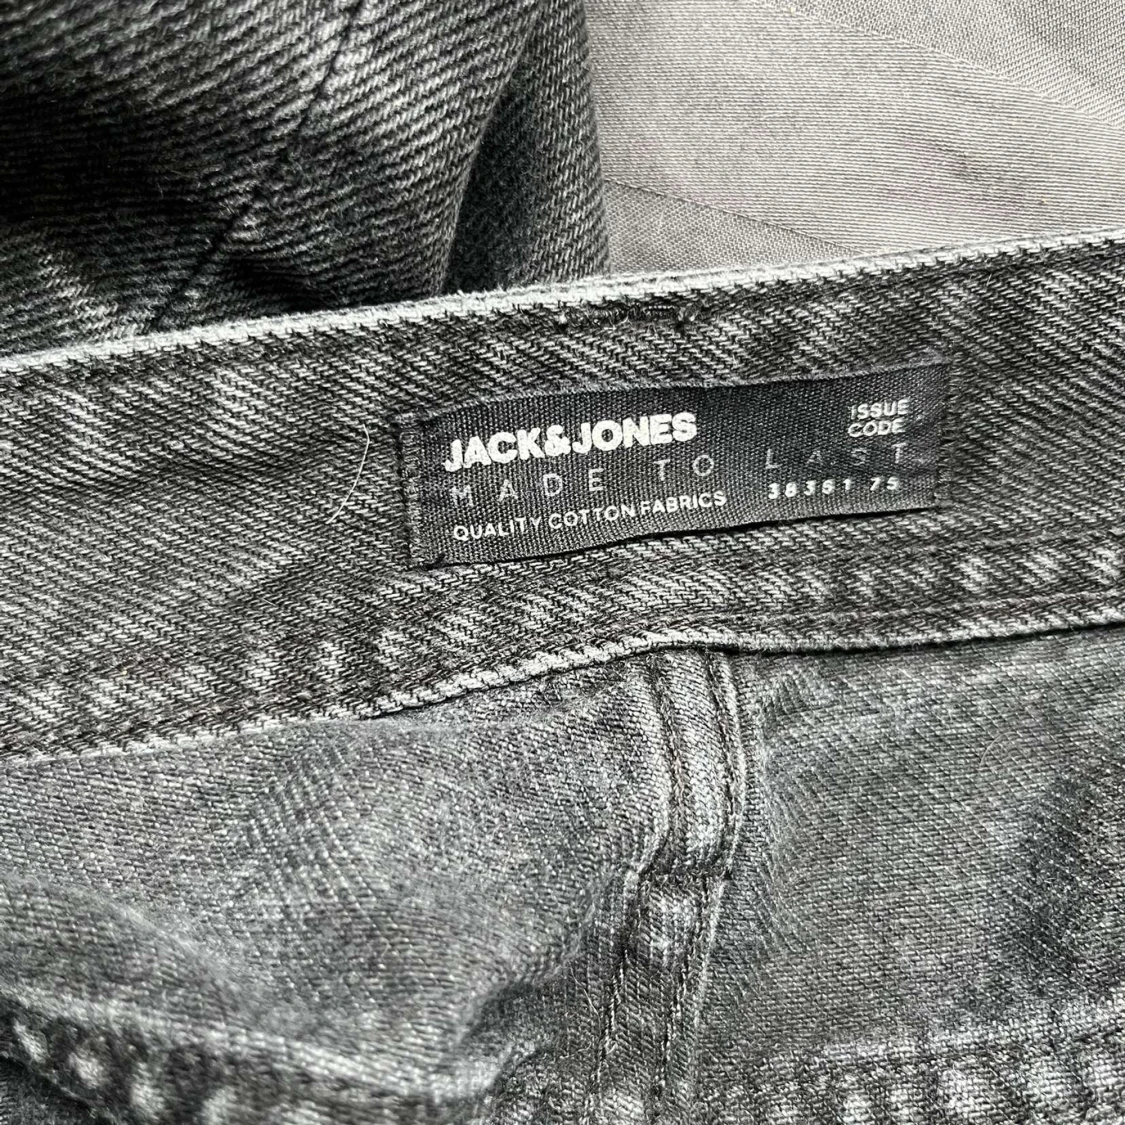 JACK&JONES
ISSUE
CODE
MADE TO LAST
QUALITY COTTON FABRICS
38361 75